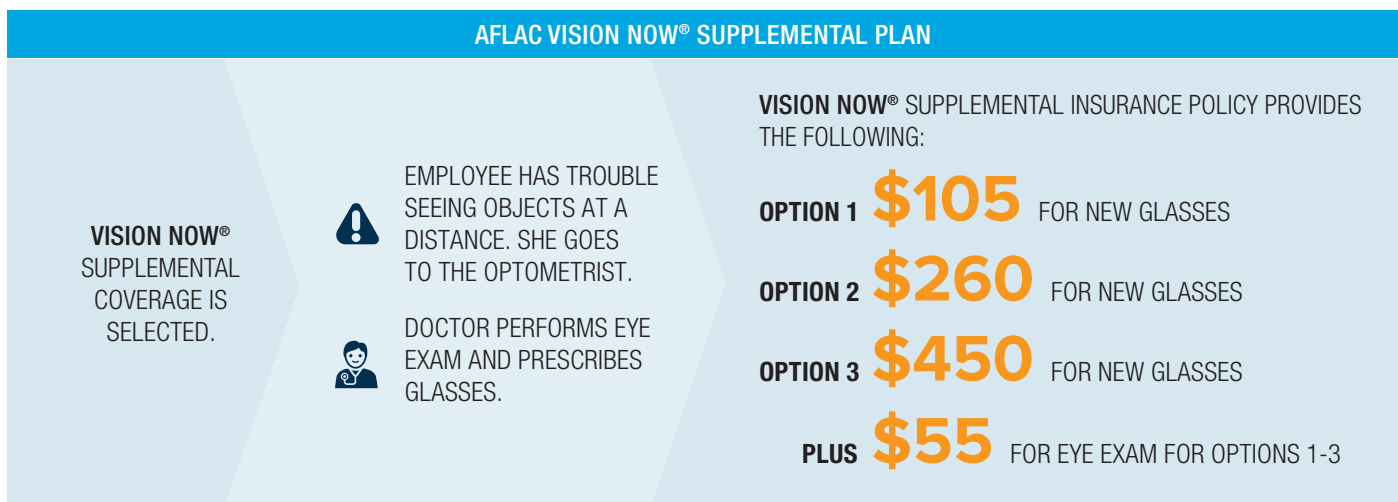 AFLAC VISION NOW® SUPPLEMENTAL PLAN
VISION NOW®
SUPPLEMENTAL
COVERAGE IS
SELECTED.
EMPLOYEE HAS TROUBLE
SEEING OBJECTS AT A
DISTANCE. SHE GOES
TO THE OPTOMETRIST.
DOCTOR PERFORMS EYE
EXAM AND PRESCRIBES
GLASSES.
VISION NOW® SUPPLEMENTAL INSURANCE POLICY PROVIDES
THE FOLLOWING:
OPTION 1 $105 FOR NEW GLASSES
OPTION 2 $260 FOR NEW GLASSES
OPTION 3 $450 FOR NEW GLASSES
PLUS $55 FOR EYE EXAM FOR OPTIONS 1-3